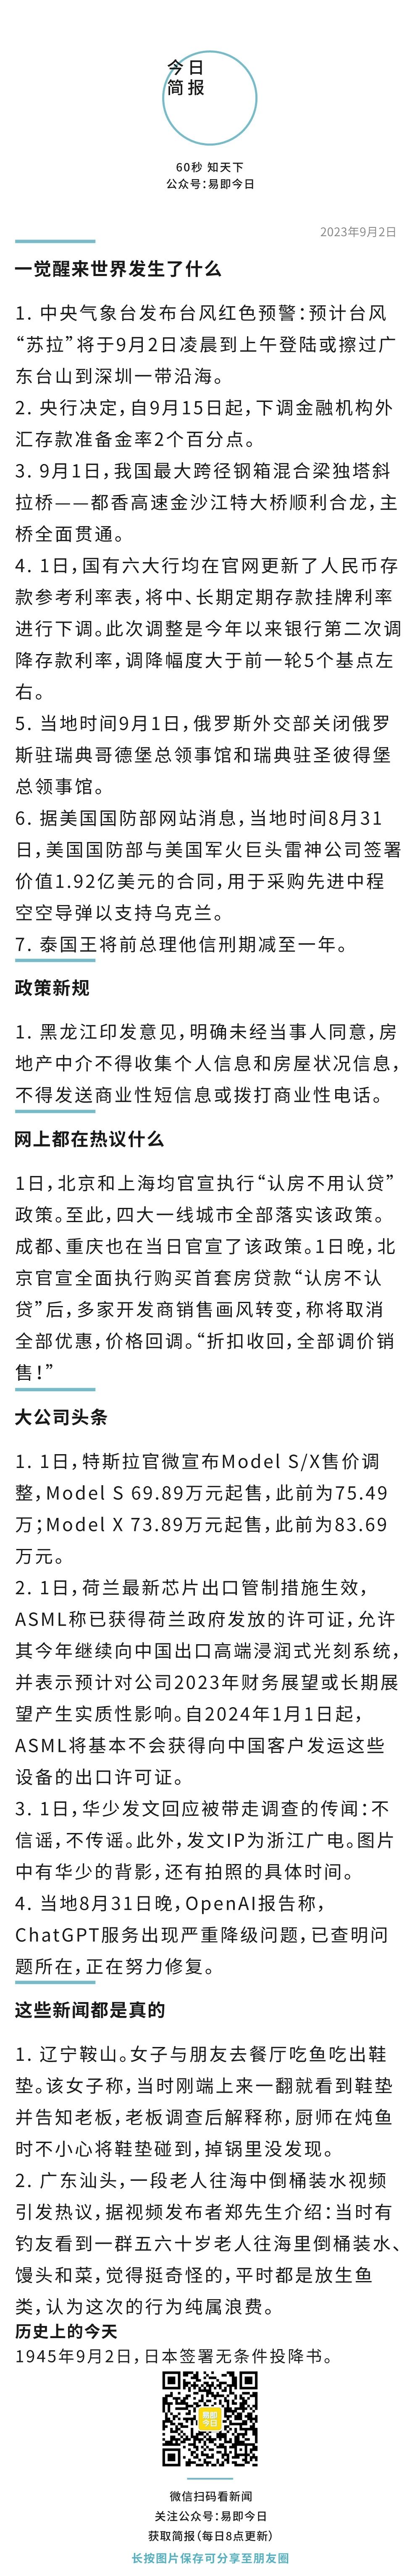 今日
简报
60秒 知天下
公众号：易即今日
2023年9月2日
一觉醒来世界发生了什么
1. 中央气象台发布台风红色预警：预计台风
“苏拉”将于9月2日凌晨到上午登陆或擦过广
东台山到深圳一带沿海。
2. 央行决定，自9月15日起，下调金融机构外
汇存款准备金率2个百分点。
3. 9月1日，我国最大跨径钢箱混合梁独塔斜
拉桥——都香高速金沙江特大桥顺利合龙，主
桥全面贯通。
4. 1日，国有六大行均在官网更新了人民币存
款参考利率表，将中、长期定期存款挂牌利率
进行下调。此次调整是今年以来银行第二次调
降存款利率，调降幅度大于前一轮5个基点左
右。
5. 当地时间9月1日，俄罗斯外交部关闭俄罗
斯驻瑞典哥德堡总领事馆和瑞典驻圣彼得堡
总领事馆。
6. 据美国国防部网站消息，当地时间8月31
日，美国国防部与美国军火巨头雷神公司签署
价值1.92亿美元的合同，用于采购先进中程
空空导弹以支持乌克兰。
7. 泰国王将前总理他信刑期减至一年。
政策新规
1. 黑龙江印发意见，明确未经当事人同意，房
地产中介不得收集个人信息和房屋状况信息，
不得发送商业性短信息或拨打商业性电话。
网上都在热议什么
1日，北京和上海均官宣执行“认房不用认贷”
政策。至此，四大一线城市全部落实该政策。
成都、重庆也在当日官宣了该政策。1日晚，北
京官宣全面执行购买首套房贷款“认房不认
贷”后，多家开发商销售画风转变，称将取消
全部优惠，价格回调。“折扣收回，全部调价销
售！”
大公司头条
1. 1日，特斯拉官微宣布Model S/X售价调
整，Model S 69.89万元起售，此前为75.49
万；Model X 73.89万元起售，此前为83.69
万元。
2. 1日，荷兰最新芯片出口管制措施生效，
ASML称已获得荷兰政府发放的许可证，允许
其今年继续向中国出口高端浸润式光刻系统，
并表示预计对公司2023年财务展望或长期展
望产生实质性影响。自2024年1月1日起，
ASML将基本不会获得向中国客户发运这些
设备的出口许可证。
3. 1日，华少发文回应被带走调查的传闻：不
信谣，不传谣。此外，发文IP为浙江广电。图片
中有华少的背影，还有拍照的具体时间。
4. 当地8月31日晚，OpenAI报告称，
ChatGPT服务出现严重降级问题，已查明问
题所在，正在努力修复。
这些新闻都是真的
1. 辽宁鞍山。女子与朋友去餐厅吃鱼吃出鞋
垫。该女子称，当时刚端上来一翻就看到鞋垫
并告知老板，老板调查后解释称，厨师在炖鱼
时不小心将鞋垫碰到，掉锅里没发现。
2. 广东汕头，一段老人往海中倒桶装水视频
引发热议，据视频发布者郑先生介绍：当时有
钓友看到一群五六十岁老人往海里倒桶装水、
馒头和菜，觉得挺奇怪的，平时都是放生鱼
类，认为这次的行为纯属浪费。
历史上的今天
1945年9月2日，日本签署无条件投降书。
易即
今日
微信扫码看新闻
关注公众号：易即今日
获取简报（每日8点更新）
长按图片保存可分享至朋友圈